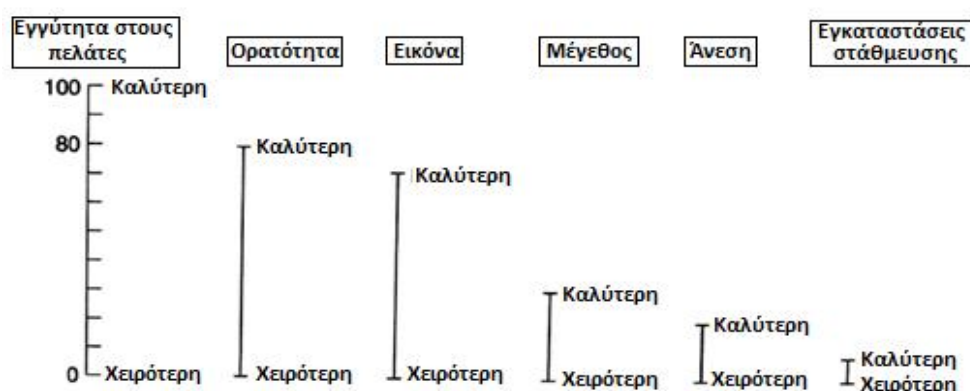 Εγγύτητα στους
πελάτες
Ορατότητα
Εικόνα
Μέγεθος
Άνεση
Εγκαταστάσεις
στάθμευσης
100
Καλύτερη
80
Καλύτερη
Καλύτερη
Καλύτερη
Καλύτερη
Καλύτερη
0
Χειρότερη
Χειρότερη
Χειρότερη
Χειρότερη
Χειρότερη
Χειρότερη